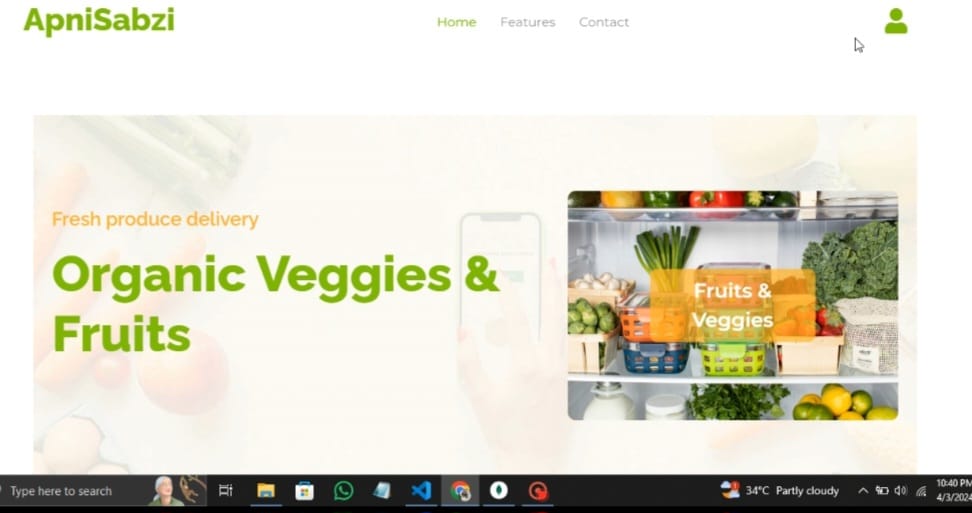 ApniSabzi
Home Features Contact
Fresh produce delivery
Organic Veggies &
Fruits
Fruits &
Veggies
Type here to search
34°C Partly cloudy
10:40 PM
4/3/2024